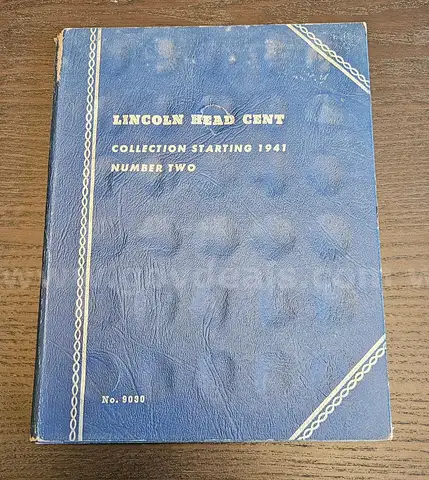 LINCOLN HEAD CENT
COLLECTION STARTING 1941
NUMBER TWO
No. 9030